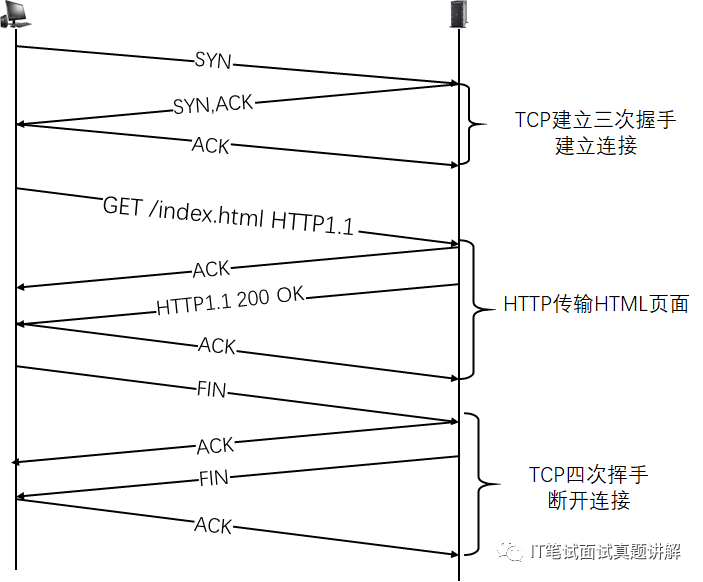 SYN
SYN,ACK
ACK
TCP建立三次握手
建立连接
GET /index.html HTTP1.1
ACK
HTTP1.1 200 OK
ACK
HTTP传输HTML页面
FIN
ACK
FIN
ACK
TCP四次挥手
断开连接
IT笔试面试真题讲解